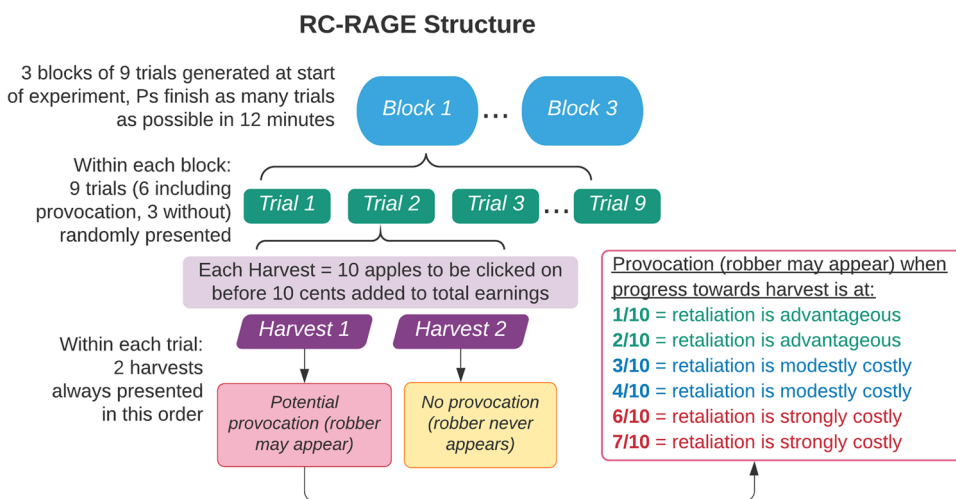 RC-RAGE Structure
3 blocks of 9 trials generated at start
of experiment, Ps finish as many trials
as possible in 12 minutes
Block 1
...
Block 3
Within each block:
9 trials (6 including
provocation, 3 without)
randomly presented
Trial 1
Trial 2
Trial 3
...
Trial 9
Each Harvest = 10 apples to be clicked on
before 10 cents added to total earnings
Within each trial:
2 harvests
always presented
in this order
Harvest 1
Harvest 2
Potential
provocation (robber
may appear)
No provocation
(robber never
appears)
Provocation (robber may appear) when
progress towards harvest is at:
1/10 = retaliation is advantageous
2/10 = retaliation is advantageous
3/10 = retaliation is modestly costly
4/10 = retaliation is modestly costly
6/10 = retaliation is strongly costly
7/10 = retaliation is strongly costly